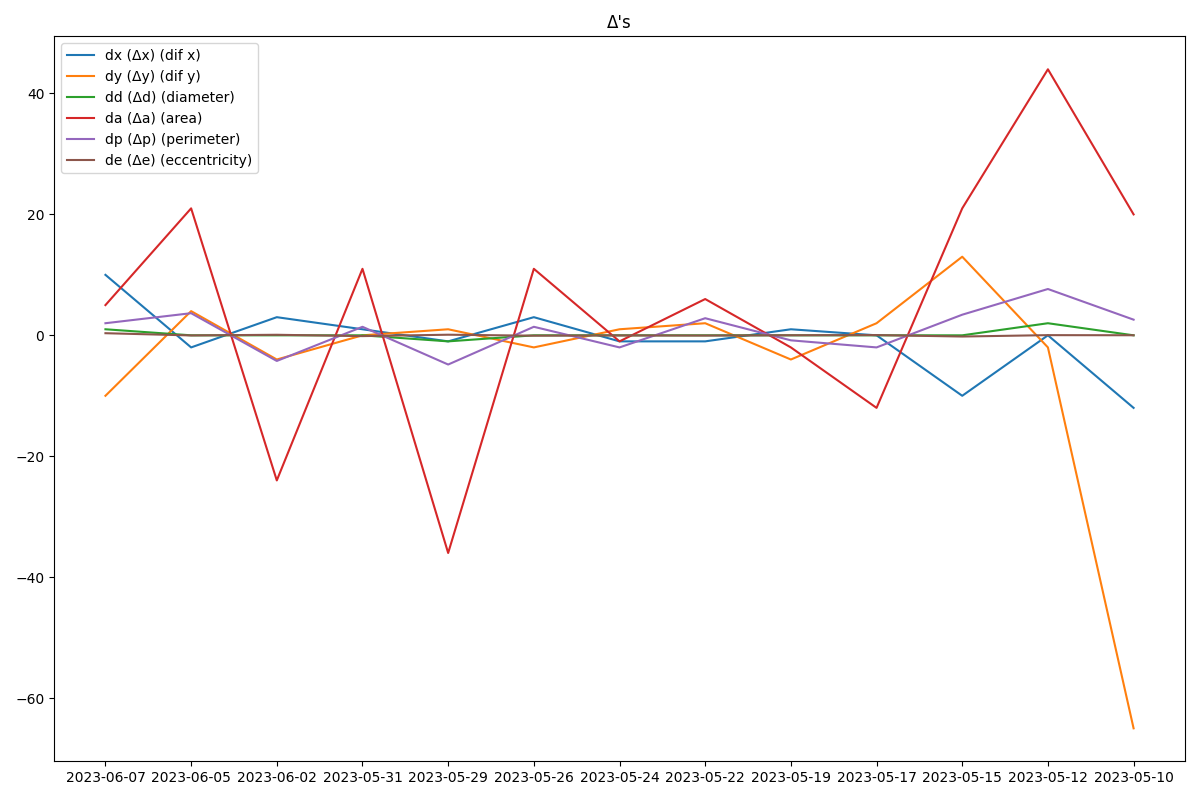 Δ's
dx (Δx) (dif x)
dy (Δy) (dif y)
dd (Δd) (diameter)
da (Δa) (area)
dp (Δp) (perimeter)
de (Δe) (eccentricity)
40
20
0
−20
−40
−60
2023-06-07 2023-06-05 2023-06-02 2023-05-31 2023-05-29 2023-05-26 2023-05-24 2023-05-22 2023-05-19 2023-05-17 2023-05-15 2023-05-12 2023-05-10